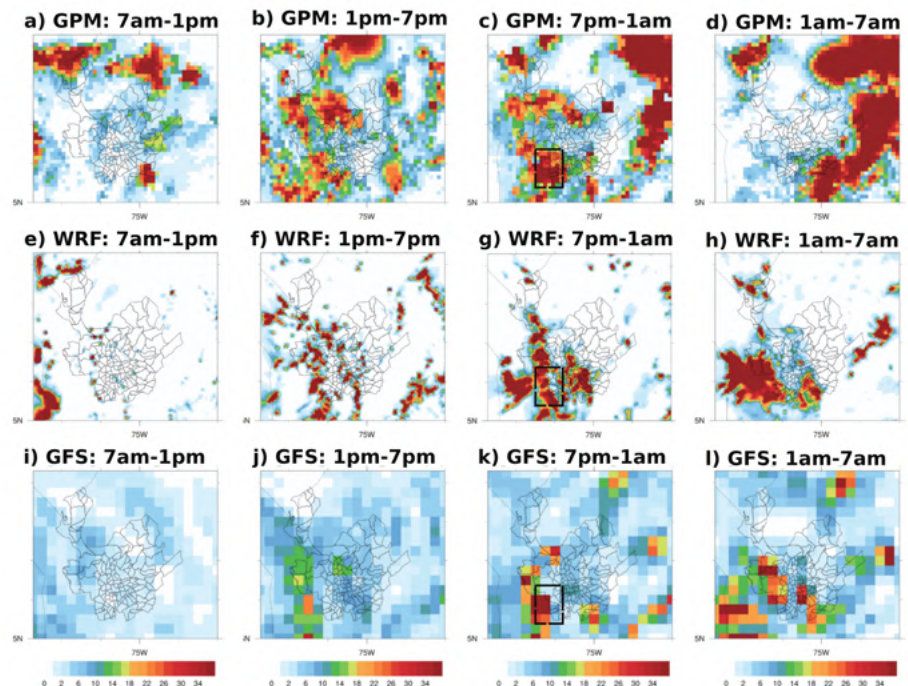 a) GPM: 7am-1pm
b) GPM: 1pm-7pm
c) GPM: 7pm-1am
d) GPM: 1am-7am
5N 75W 5N 75W 5N 75W 5N 75W
e) WRF: 7am-1pm
f) WRF: 1pm-7pm
g) WRF: 7pm-1am
h) WRF: 1am-7am
5N 75W 5N 75W 5N 75W 5N 75W
i) GFS: 7am-1pm
j) GFS: 1pm-7pm
k) GFS: 7pm-1am
l) GFS: 1am-7am
5N 75W 5N 75W 5N 75W 5N 75W
0 2 6 10 14 18 22 26 30 34
0 2 6 10 14 18 22 26 30 34
0 2 6 10 14 18 22 26 30 34
0 2 6 10 14 18 22 26 30 34